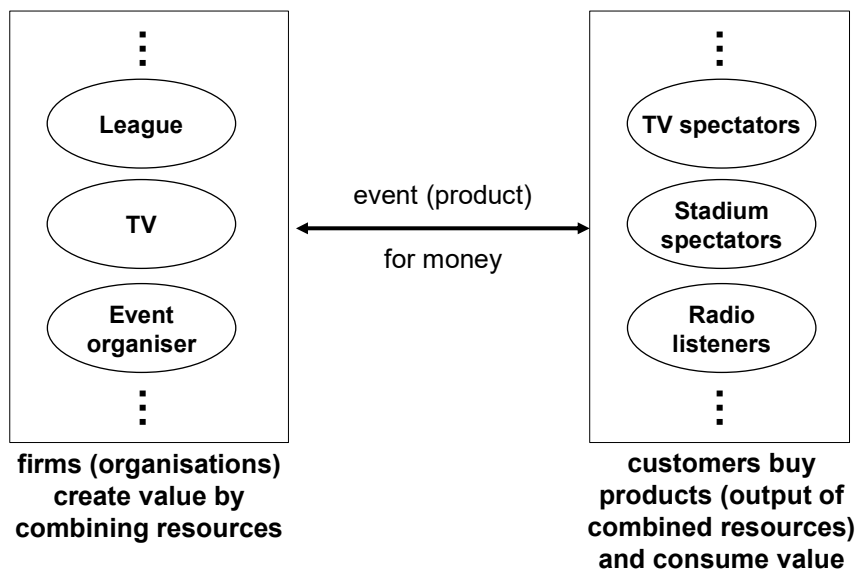 League
TV
Event
organiser
firms (organisations)
create value by
combining resources
event (product)
for money
TV spectators
Stadium
spectators
Radio
listeners
customers buy
products (output of
combined resources)
and consume value